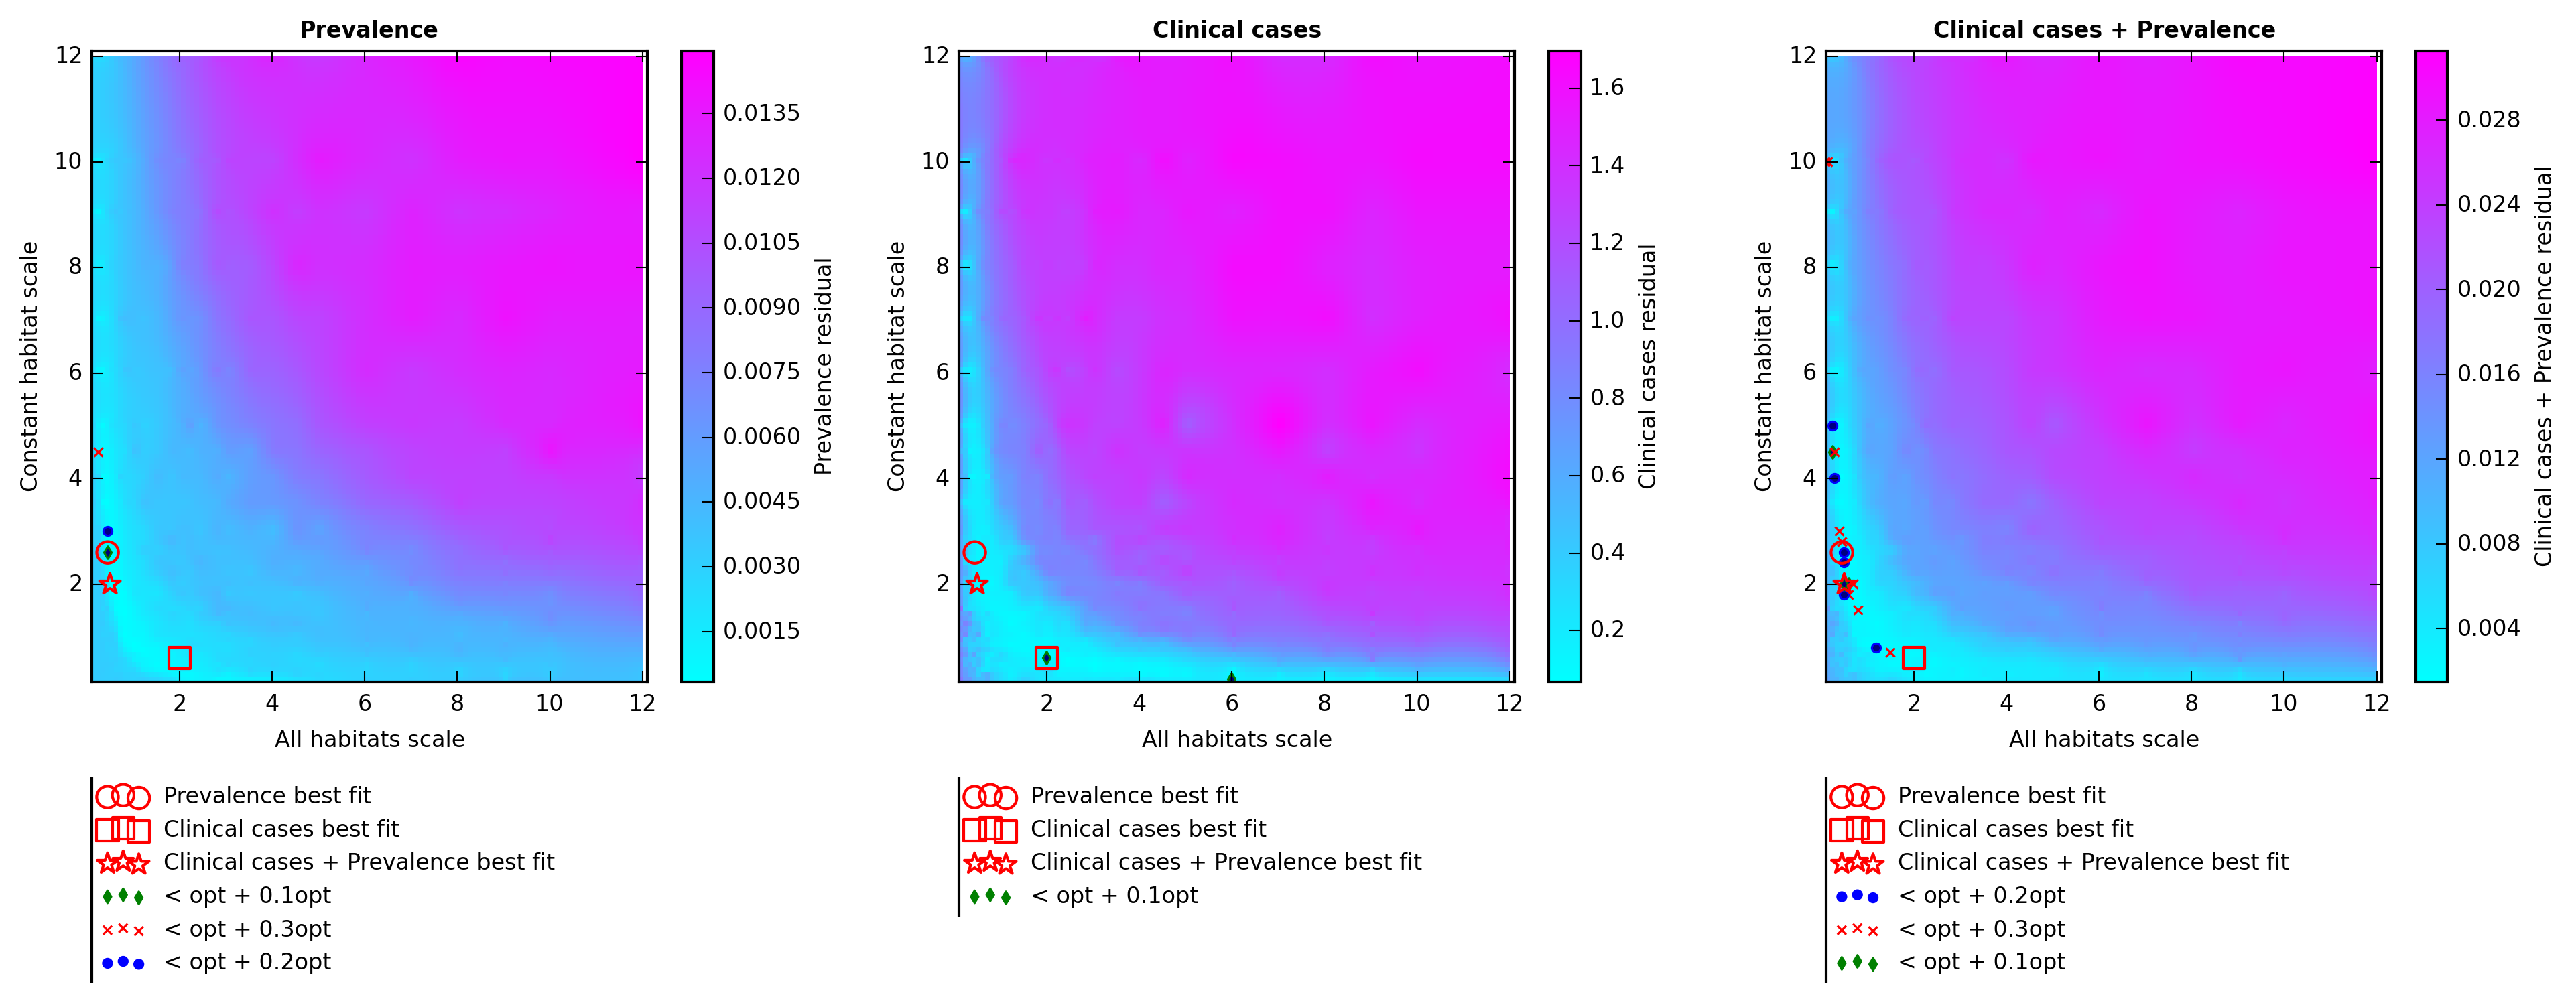 Prevalence
12
10
8
6
4
2
Constant habitat scale
2 4 6 8 10 12
All habitats scale
0.0135
0.0120
0.0105
0.0090
0.0075
0.0060
0.0045
0.0030
0.0015
Prevalence residual
Prevalence best fit
Clinical cases best fit
Clinical cases + Prevalence best fit
< opt + 0.1opt
< opt + 0.3opt
< opt + 0.2opt
Clinical cases
12
10
8
6
4
2
Constant habitat scale
2 4 6 8 10 12
All habitats scale
1.6
1.4
1.2
1.0
0.8
0.6
0.4
0.2
Clinical cases residual
Prevalence best fit
Clinical cases best fit
Clinical cases + Prevalence best fit
< opt + 0.1opt
Clinical cases + Prevalence
12
10
8
6
4
2
Constant habitat scale
2 4 6 8 10 12
All habitats scale
0.028
0.024
0.020
0.016
0.012
0.008
0.004
Clinical cases + Prevalence residual
Prevalence best fit
Clinical cases best fit
Clinical cases + Prevalence best fit
< opt + 0.2opt
< opt + 0.3opt
< opt + 0.1opt